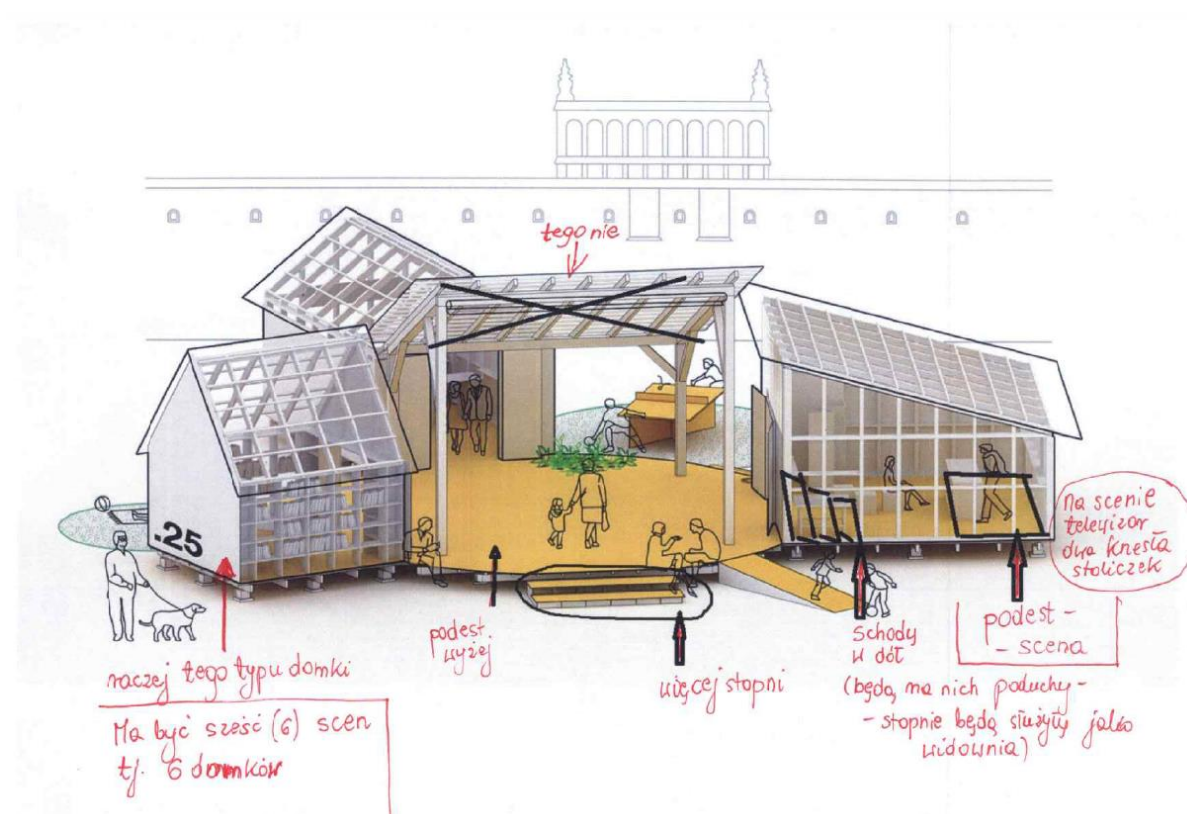 tego nie
.25
Na scenie
telewizor
dwa krzesła
stoliczek
podest -
- scena
schody
w dół
(będą na nich poduchy -
- stopnie będą służyły jako
widownia)
więcej stopni
podest
wyżej
raczej tego typu domki
Ma być sześć (6) scen
tj. 6 domków